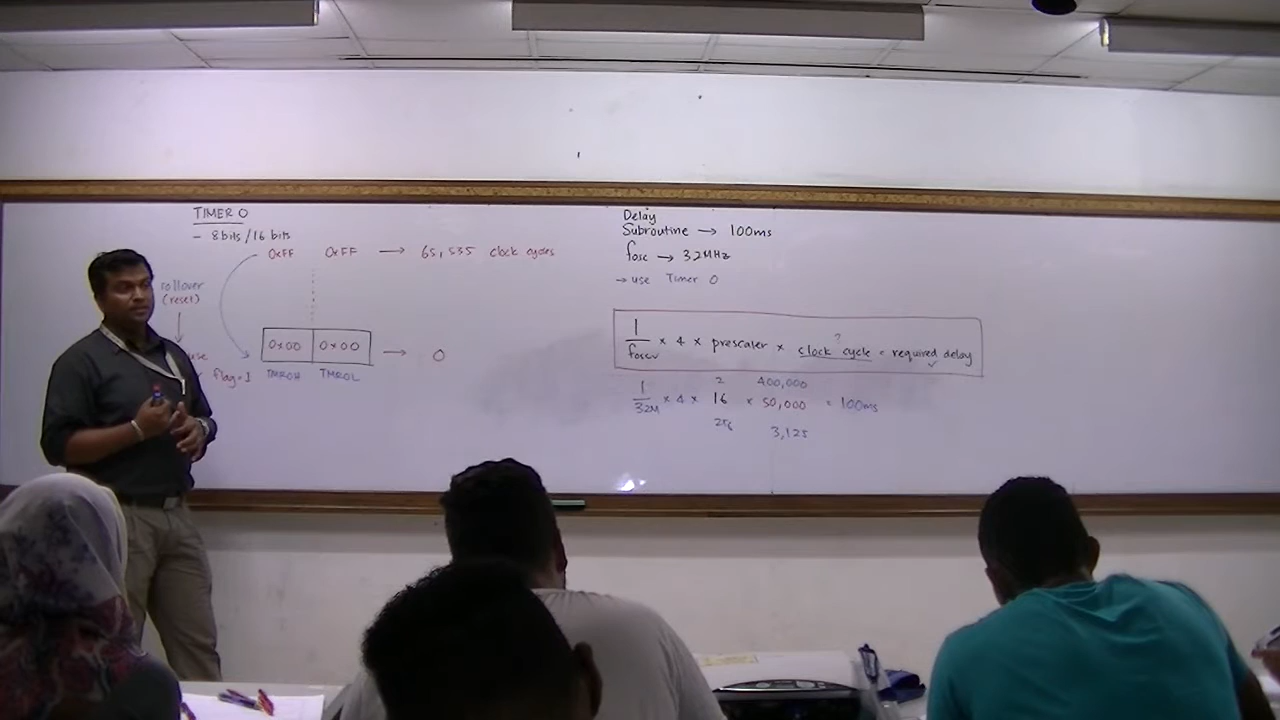 TIMER 0
- 8 bits / 16 bits
0xFF 0xFF → 65,535 clock cycles
rollover
(reset)
0x00 0x00 → 0
use
flag=1
TMR0H TMR0L
Delay
Subroutine → 100ms
fosc → 32MHz
→ use Timer 0
1/foscv × 4 × prescaler × clock cycle = required delay
?
2 400,000
1/32M × 4 × 16 × 50,000 = 100ms
256 3,125